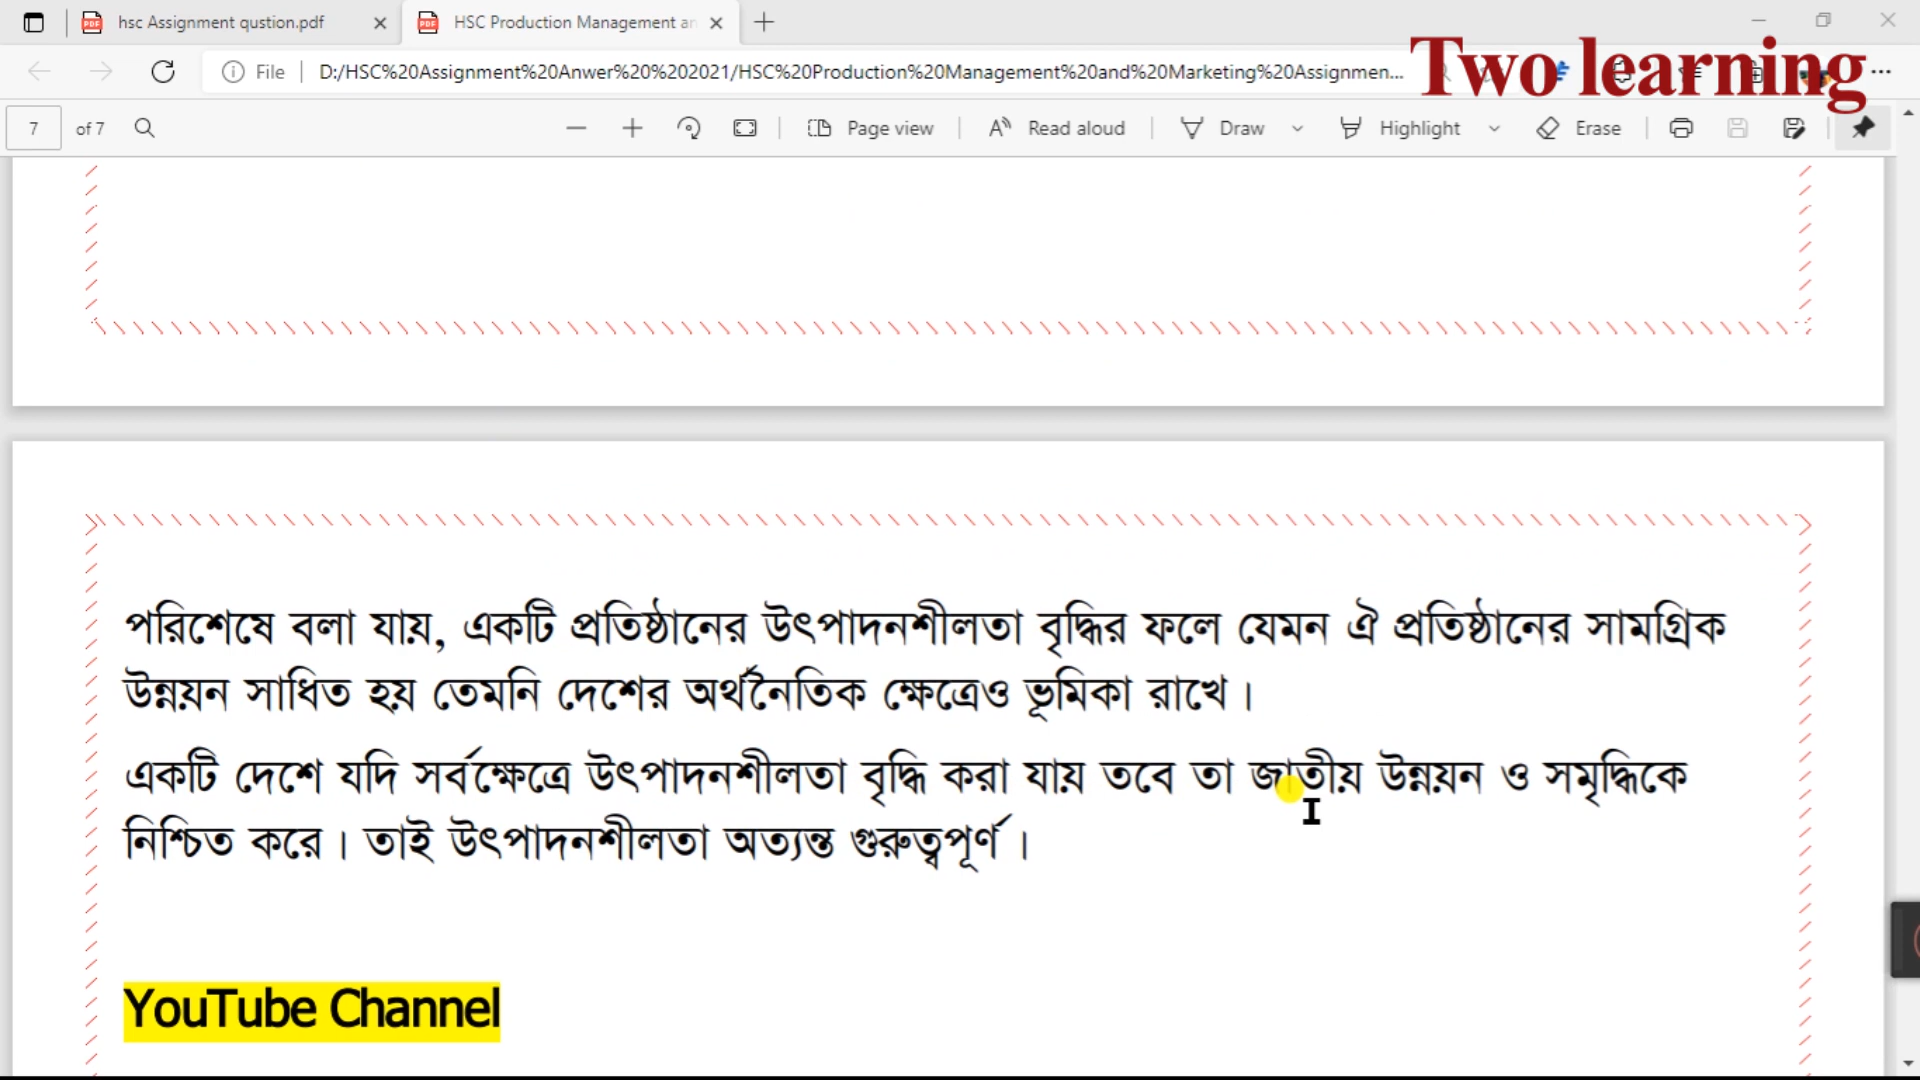 hsc Assignment qustion.pdf
HSC Production Management an
File
D:/HSC%20Assignment%20Anwer%20%202021/HSC%20Production%20Management%20and%20Marketing%20Assignmen...
Two learning
7 of 7
Page view
Read aloud
Draw
Highlight
Erase
পরিশেষে বলা যায়, একটি প্রতিষ্ঠানের উৎপাদনশীলতা বৃদ্ধির ফলে যেমন ঐ প্রতিষ্ঠানের সামগ্রিক
উন্নয়ন সাধিত হয় তেমনি দেশের অর্থনৈতিক ক্ষেত্রেও ভূমিকা রাখে।
একটি দেশে যদি সর্বক্ষেত্রে উৎপাদনশীলতা বৃদ্ধি করা যায় তবে তা জাতীয় উন্নয়ন ও সমৃদ্ধিকে
নিশ্চিত করে। তাই উৎপাদনশীলতা অত্যন্ত গুরুত্বপূর্ণ।
YouTube Channel